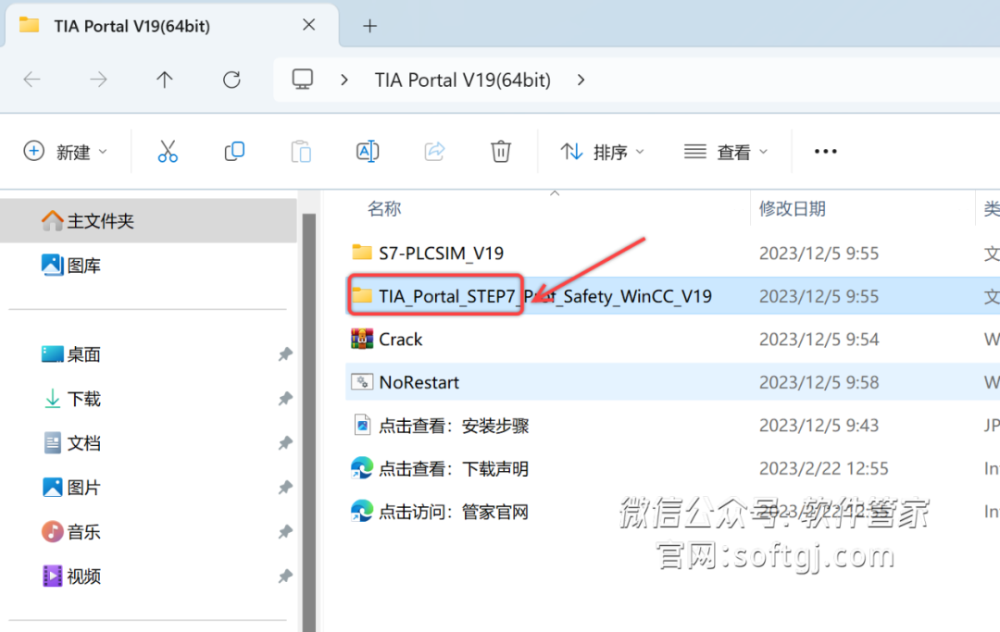 TIA Portal V19(64bit)
TIA Portal V19(64bit)
新建
排序
查看
名称 修改日期 类
主文件夹
图库
桌面
下载
文档
图片
音乐
视频
S7-PLCSIM_V19 2023/12/5 9:55 文
TIA_Portal_STEP7_Prof_Safety_WinCC_V19 2023/12/5 9:55 文
Crack 2023/12/5 9:54 W
NoRestart 2023/12/5 9:58 W
点击查看：安装步骤 2023/12/5 9:43 JP
点击查看：下载声明 2023/2/22 12:55 In
点击访问：管家官网 2023/2/22 12:55 In
微信公众号:软件管家
官网:softgj.com